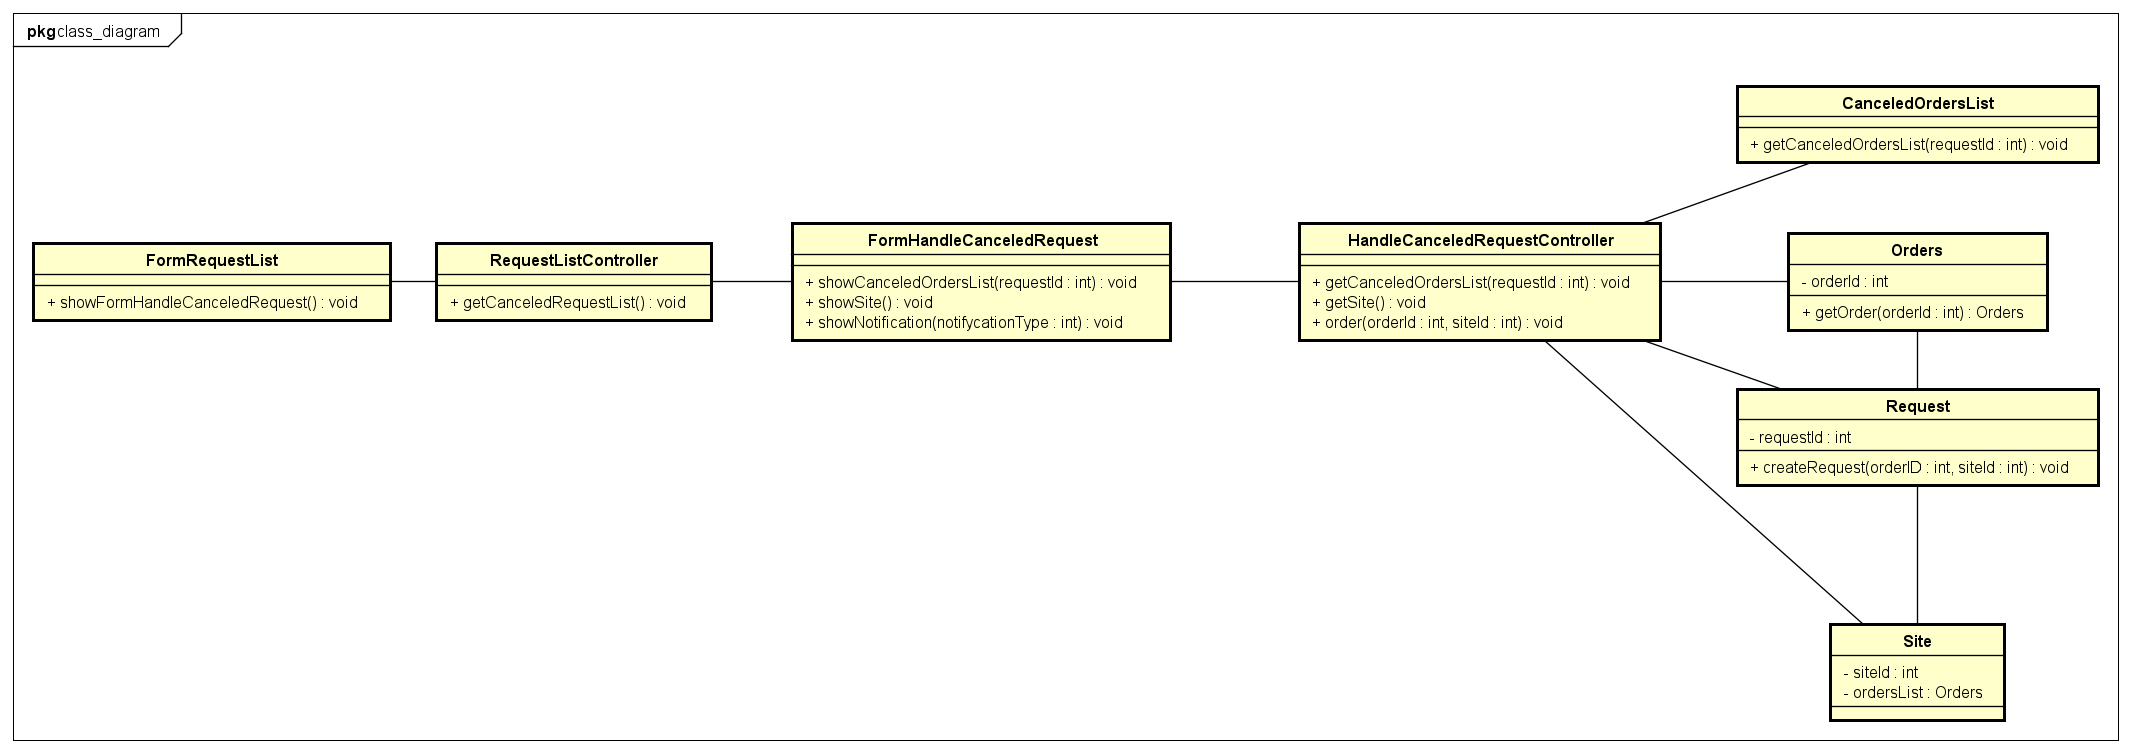 pkg class_diagram
CanceledOrdersList
+ getCanceledOrdersList(requestId : int) : void
FormRequestList
+ showFormHandleCanceledRequest() : void
RequestListController
+ getCanceledRequestList() : void
FormHandleCanceledRequest
+ showCanceledOrdersList(requestId : int) : void
+ showSite() : void
+ showNotification(notifycationType : int) : void
HandleCanceledRequestController
+ getCanceledOrdersList(requestId : int) : void
+ getSite() : void
+ order(orderId : int, siteId : int) : void
Orders
- orderId : int
+ getOrder(orderId : int) : Orders
Request
- requestId : int
+ createRequest(orderID : int, siteId : int) : void
Site
- siteId : int
- ordersList : Orders